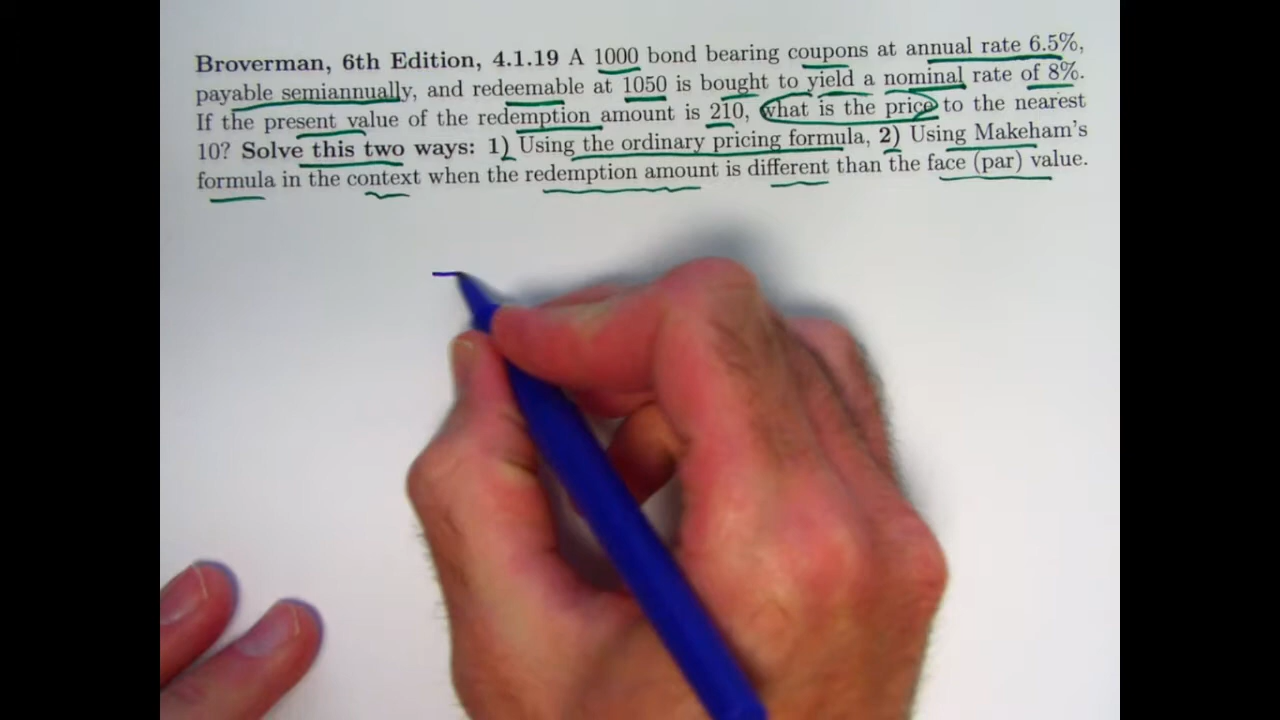 Broverman, 6th Edition, 4.1.19 A 1000 bond bearing coupons at annual rate 6.5%,
payable semiannually, and redeemable at 1050 is bought to yield a nominal rate of 8%.
If the present value of the redemption amount is 210, what is the price to the nearest
10? Solve this two ways: 1) Using the ordinary pricing formula, 2) Using Makeham's
formula in the context when the redemption amount is different than the face (par) value.